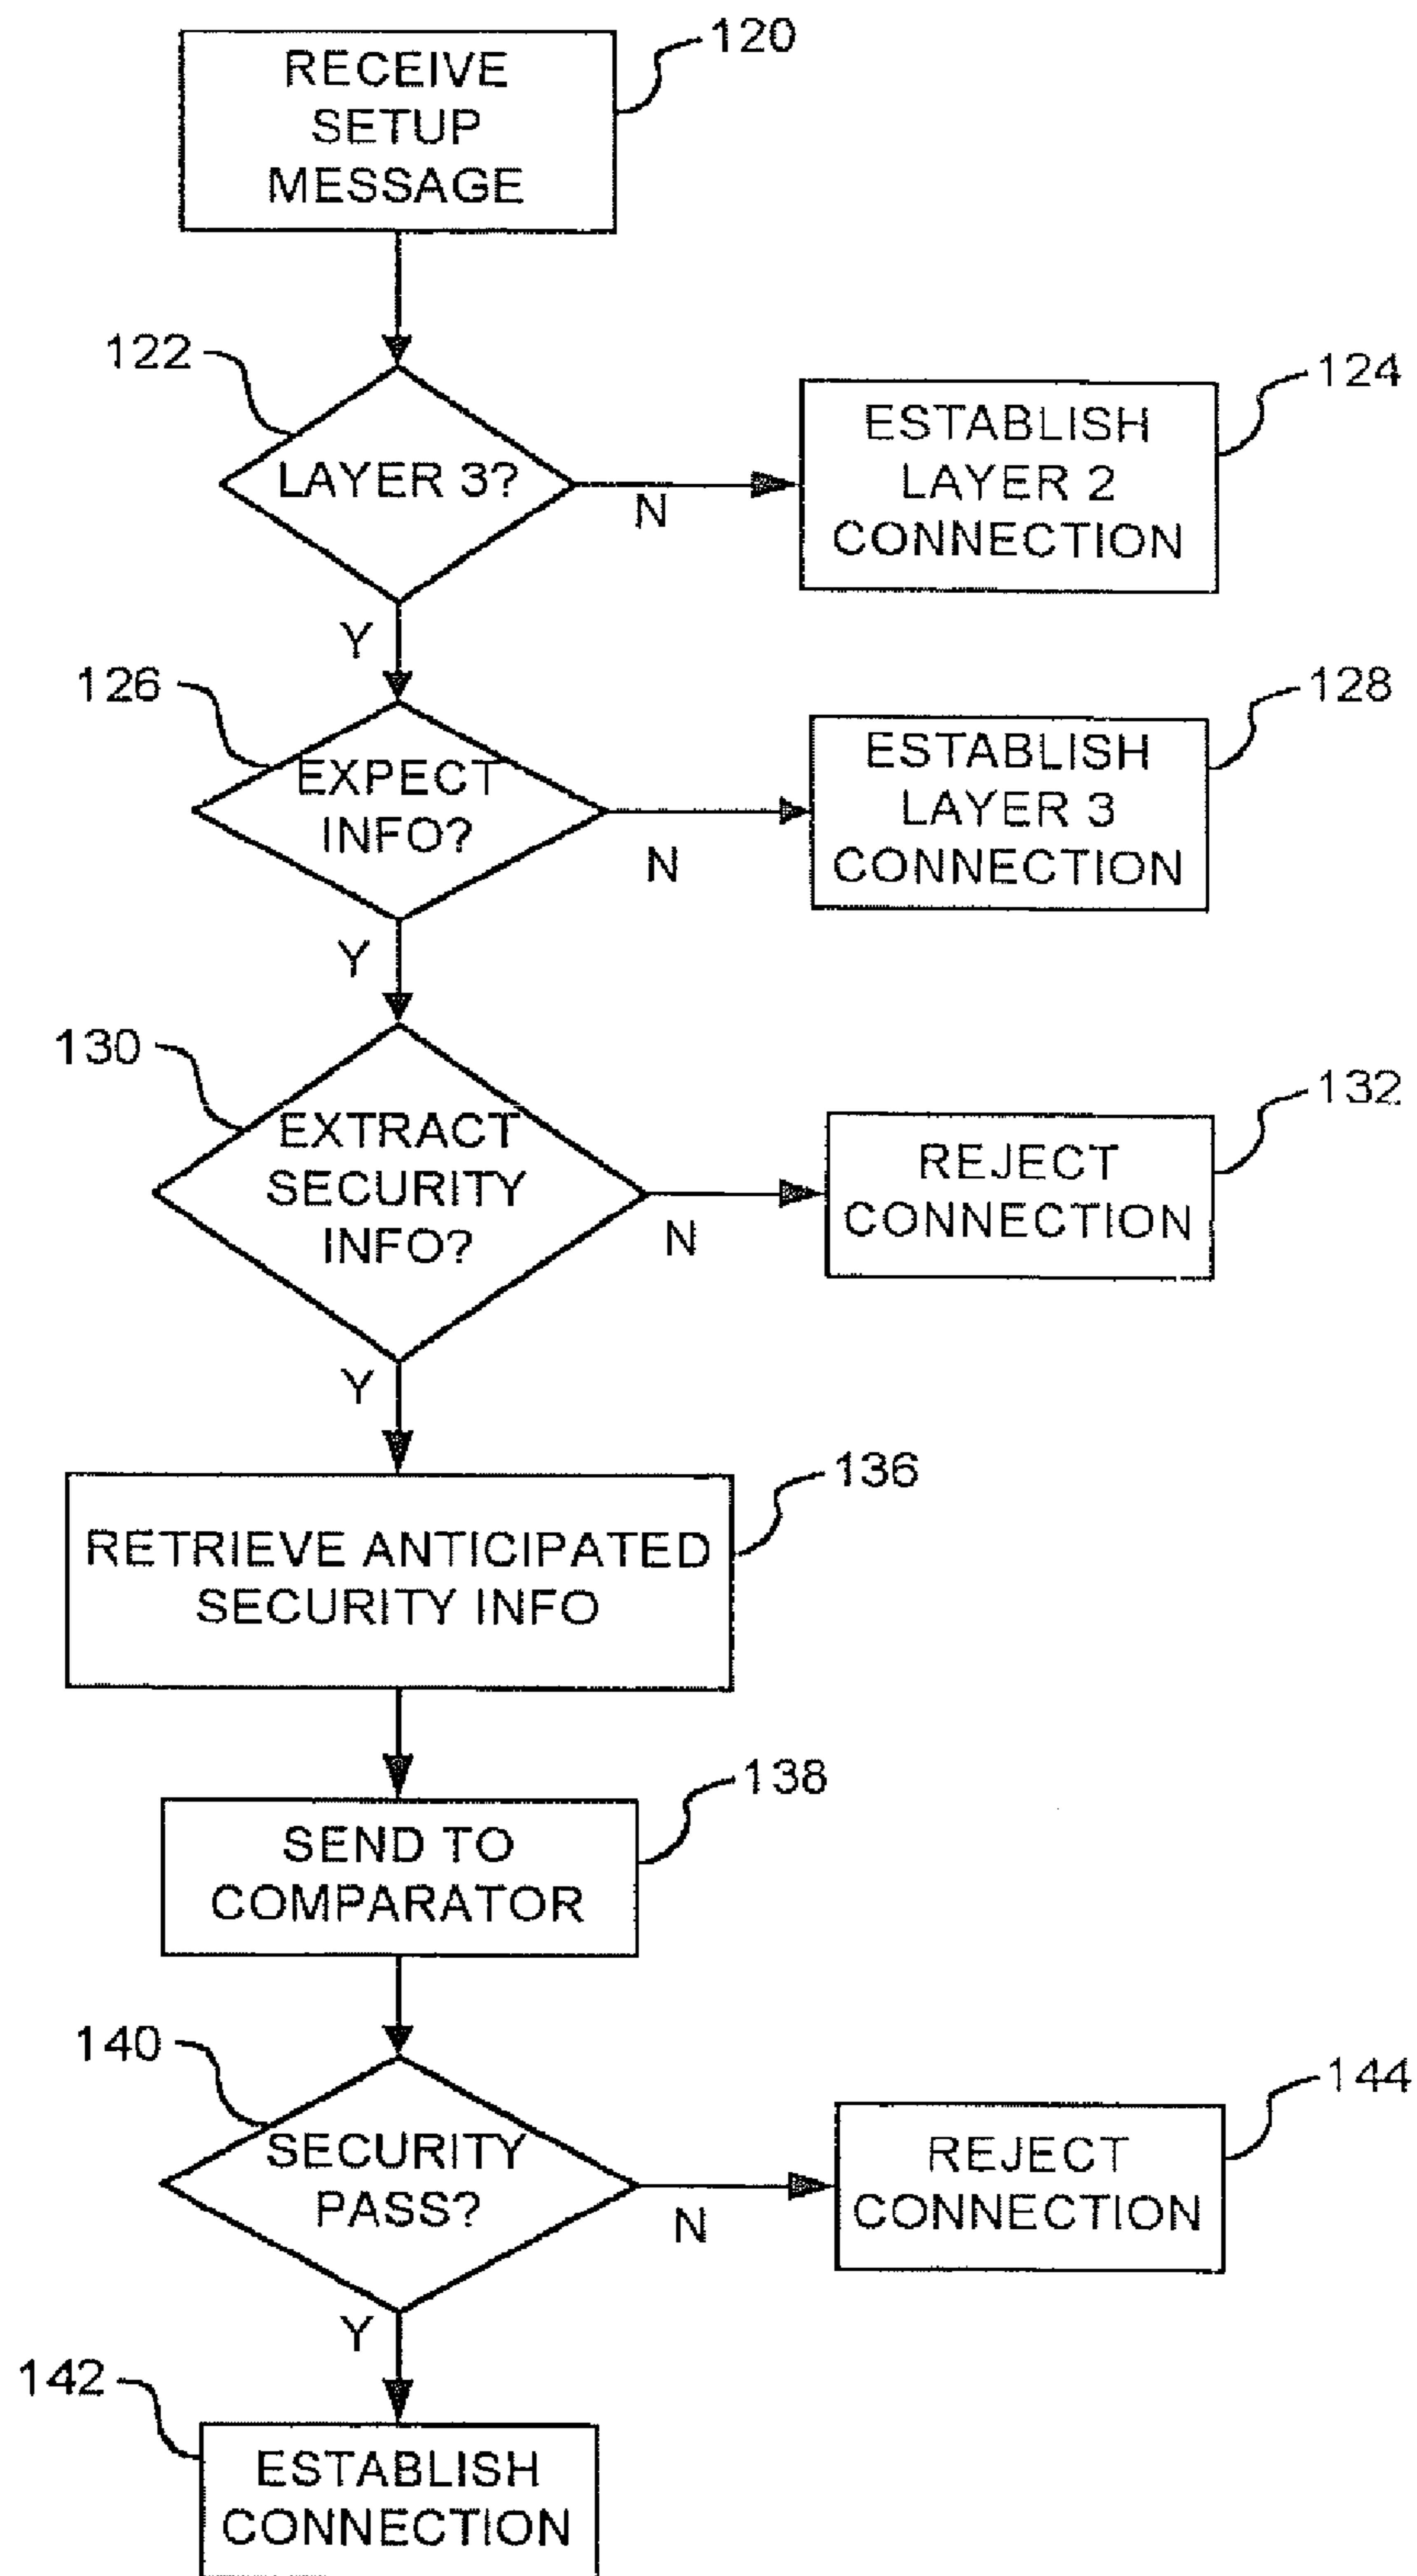 RECEIVE
SETUP
MESSAGE
120
122
LAYER 3?
N
ESTABLISH
LAYER 2
CONNECTION
124
Y
126
EXPECT
INFO?
N
ESTABLISH
LAYER 3
CONNECTION
128
Y
130
EXTRACT
SECURITY
INFO?
N
REJECT
CONNECTION
132
Y
RETRIEVE ANTICIPATED
SECURITY INFO
136
SEND TO
COMPARATOR
138
140
SECURITY
PASS?
N
REJECT
CONNECTION
144
Y
142
ESTABLISH
CONNECTION